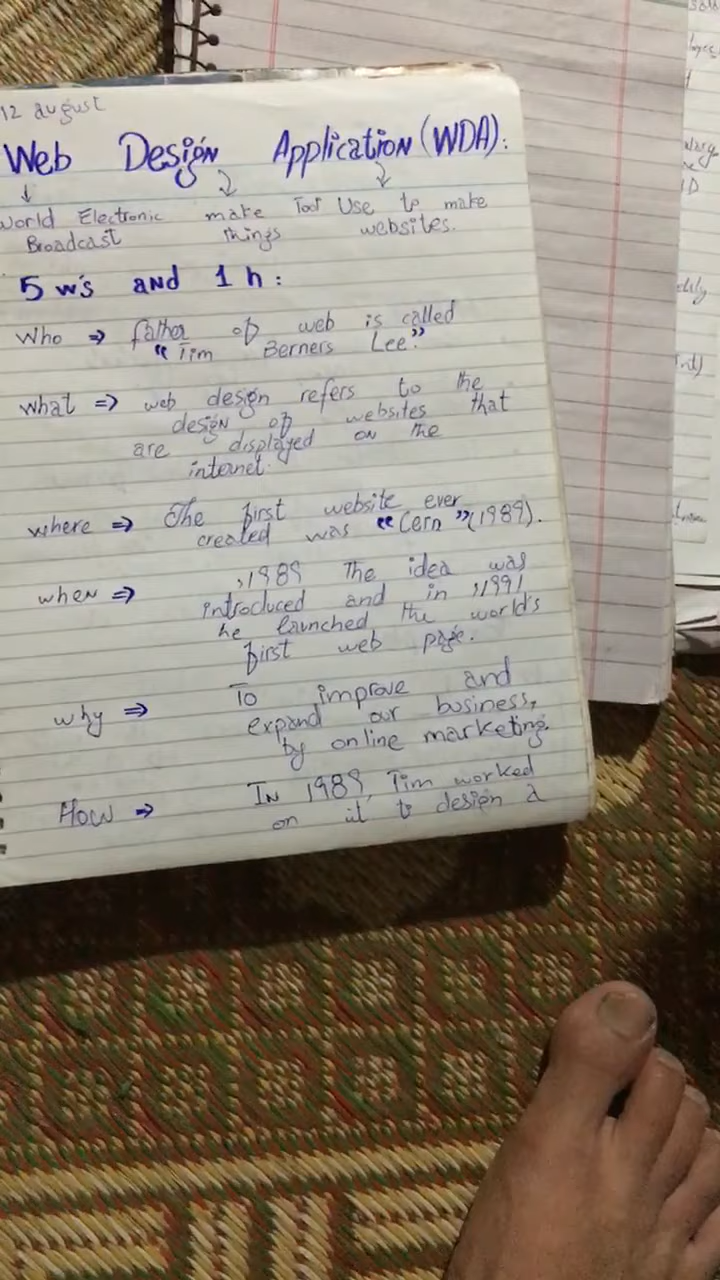 12 august
Web Design Application (WDA):
World Electronic make Tool Use to make
Broadcast things websites.
5 w's and 1 h:
Who ⇒ father of web is called
"Tim Berners Lee"
what ⇒ web design refers to the
design of websites that
are displayed on the
internet.
where ⇒ The first website ever
created was "Cern" (1989).
when ⇒ 1989 The idea was
introduced and in 1991
he launched the world's
first web page.
why ⇒ To improve and
expand our business,
by online marketing.
How ⇒ In 1989, Tim worked
on it to design a